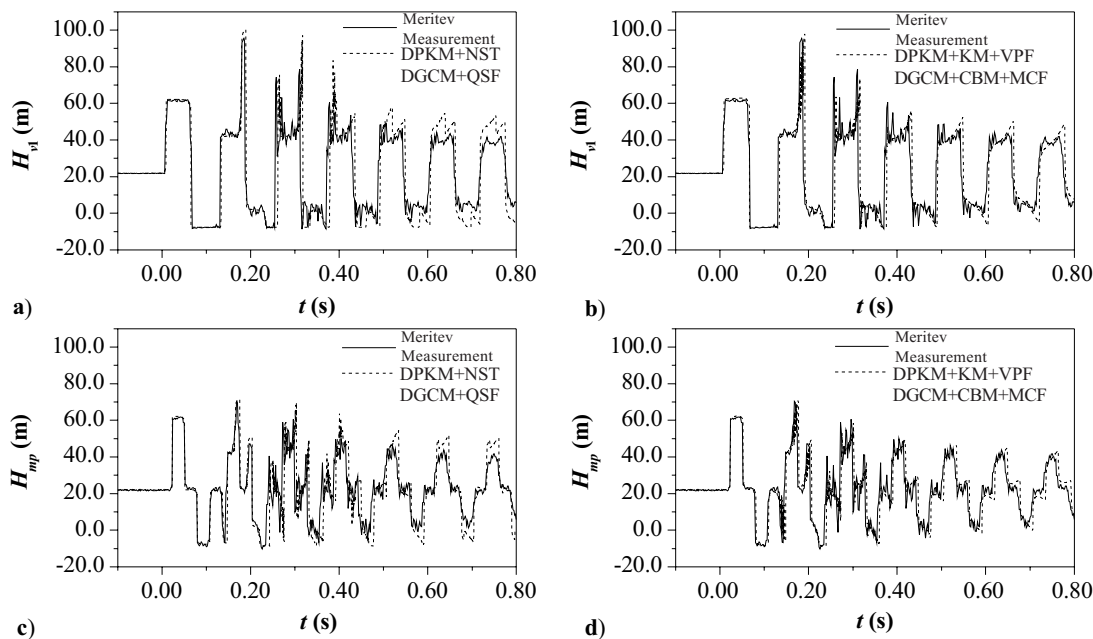 100.0
80.0
60.0
40.0
20.0
0.0
-20.0
H_vl (m)
Meritev
Measurement
DPKM+NST
DGCM+QSF
0.00 0.20 0.40 0.60 0.80
t (s)
a)
100.0
80.0
60.0
40.0
20.0
0.0
-20.0
H_vl (m)
Meritev
Measurement
DPKM+KM+VPF
DGCM+CBM+MCF
0.00 0.20 0.40 0.60 0.80
t (s)
b)
100.0
80.0
60.0
40.0
20.0
0.0
-20.0
H_mp (m)
Meritev
Measurement
DPKM+NST
DGCM+QSF
0.00 0.20 0.40 0.60 0.80
t (s)
c)
100.0
80.0
60.0
40.0
20.0
0.0
-20.0
H_mp (m)
Meritev
Measurement
DPKM+KM+VPF
DGCM+CBM+MCF
0.00 0.20 0.40 0.60 0.80
t (s)
d)